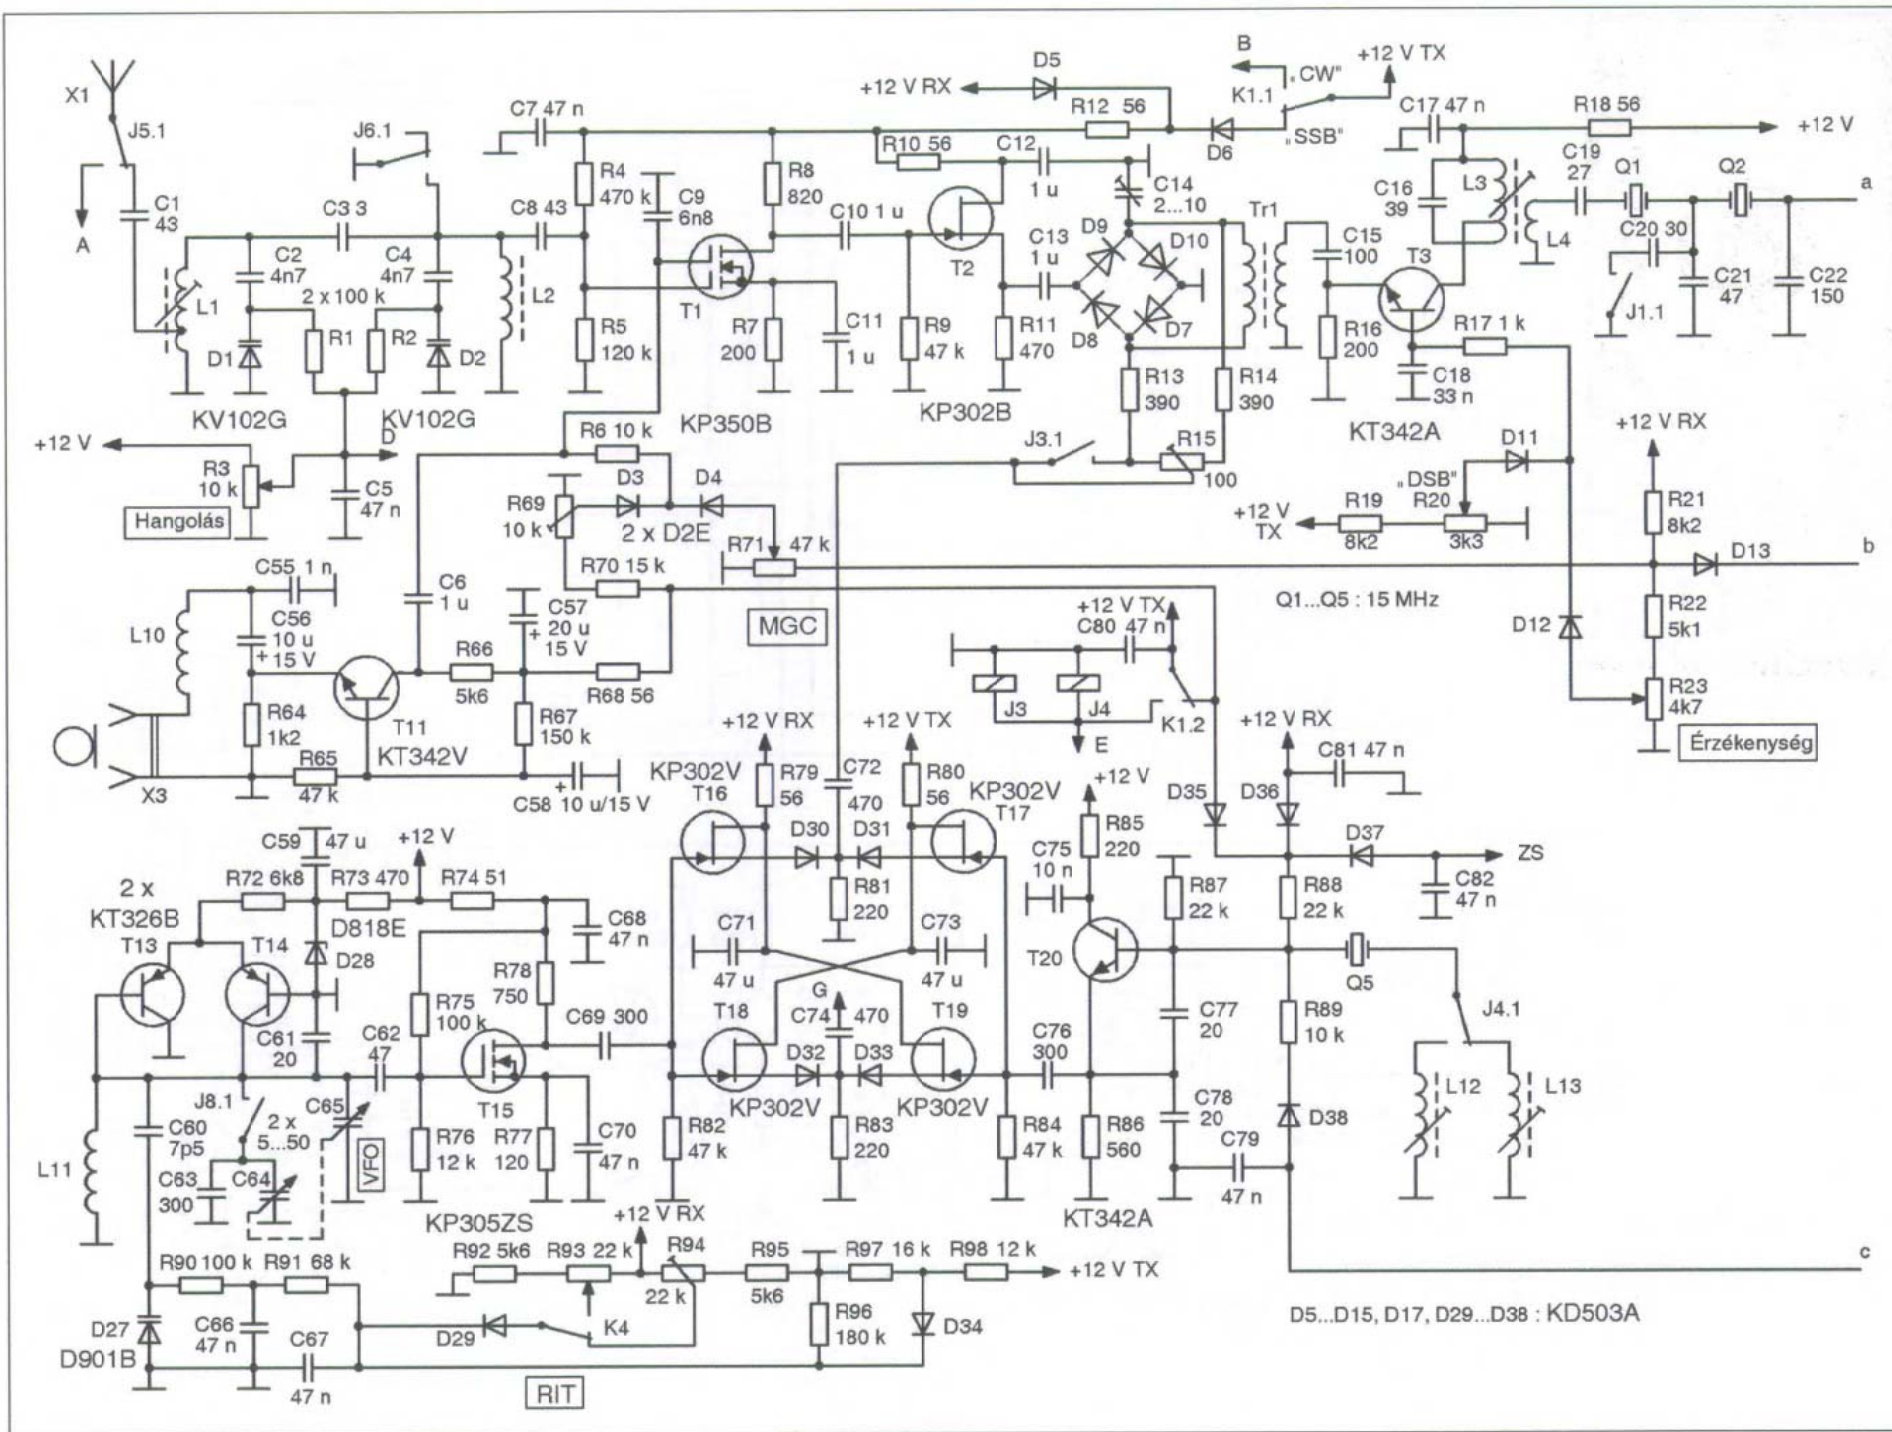 X1
J5.1
A
C1
43
L1
C2
4n7
C3 3
J6.1
C4
4n7
2 x 100 k
R1
R2
D1
D2
KV102G
KV102G
L2
C7 47 n
C8 43
R4
470 k
R5
120 k
C9
6n8
T1
KP350B
R8
820
R7
200
C10 1 u
C11
1 u
R9
47 k
T2
KP302B
R10 56
R11
470
C12
1 u
C13
1 u
+12 V RX
D5
R12 56
D6
B
„CW"
K1.1
„SSB"
+12 V TX
C14
2...10
D9
D10
D8
D7
Tr1
R13
390
R14
390
R15
100
J3.1
C15
100
R16
200
T3
KT342A
R17 1 k
C18
33 n
C17 47 n
R18 56
+12 V
C16
39
L3
L4
C19
27
Q1
Q2
a
C20 30
J1.1
C21
47
C22
150
+12 V
R3
10 k
Hangolás
D
C5
47 n
R6 10 k
D3
D4
2 x D2E
R69
10 k
R71
47 k
R70 15 k
MGC
C6
1 u
D11
„DSB"
R20
3k3
R19
8k2
+12 V
TX
+12 V RX
R21
8k2
D13
b
R22
5k1
D12
R23
4k7
Érzékenység
Q1...Q5 : 15 MHz
L10
C55 1 n
C56
10 u
+ 15 V
R64
1k2
R65
47 k
X3
T11
KT342V
R66
5k6
C57
+ 20 u
15 V
R68 56
R67
150 k
C58
+ 10 u/15 V
+12 V TX
C80 47 n
J3
J4
E
K1.2
+12 V RX
C81 47 n
D35
D36
D37
ZS
C82
47 n
+12 V RX
R79
56
KP302V
T16
C72
470
+12 V TX
R80
56
KP302V
T17
D30
D31
R81
220
C71
47 u
C73
47 u
T18
G
C74
470
T19
D32
D33
KP302V
KP302V
R82
47 k
R83
220
R84
47 k
+12 V
R85
220
C75
10 n
T20
C76
300
R86
560
KT342A
R87
22 k
R88
22 k
C77
20
R89
10 k
C78
20
C79
47 n
D38
Q5
J4.1
L12
L13
c
C59
47 u
R72 6k8
R73 470
+12 V
R74 51
2 x
KT326B
T13
T14
D818E
D28
C61
20
C62
47
C68
47 n
R75
100 k
R78
750
C69 300
T15
R76
12 k
R77
120
C70
47 n
KP305ZS
L11
C60
7p5
J8.1
2 x
5...50
C65
C63
300
C64
VFO
R90 100 k
R91 68 k
D27
D901B
C66
47 n
C67
47 n
+12 V RX
R92 5k6
R93 22 k
R94
22 k
R95
5k6
R97 16 k
R98 12 k
+12 V TX
D29
K4
R96
180 k
D34
RIT
D5...D15, D17, D29...D38 : KD503A